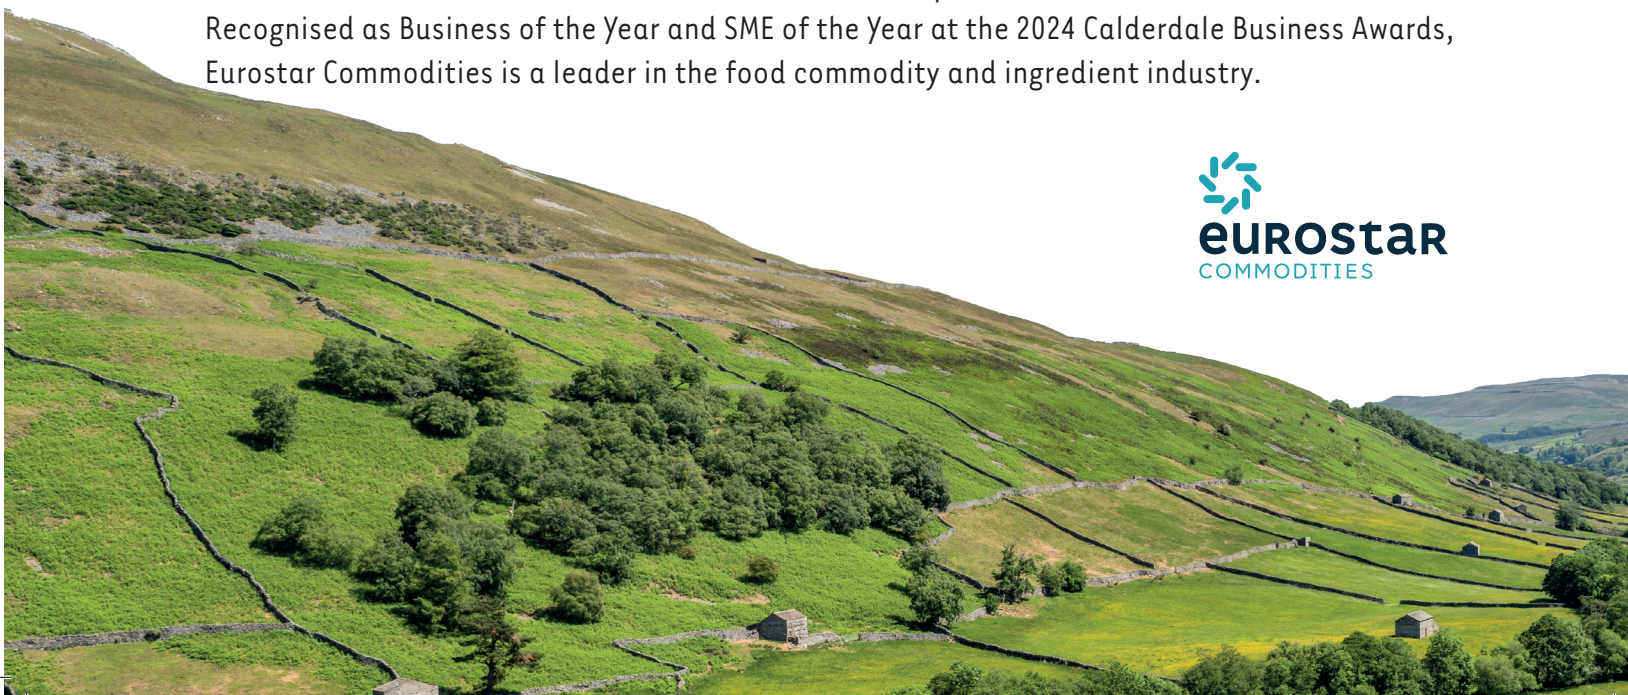 Recognised as Business of the Year and SME of the Year at the 2024 Calderdale Business Awards,
Eurostar Commodities is a leader in the food commodity and ingredient industry.
eUROStaR
COMMODITIES